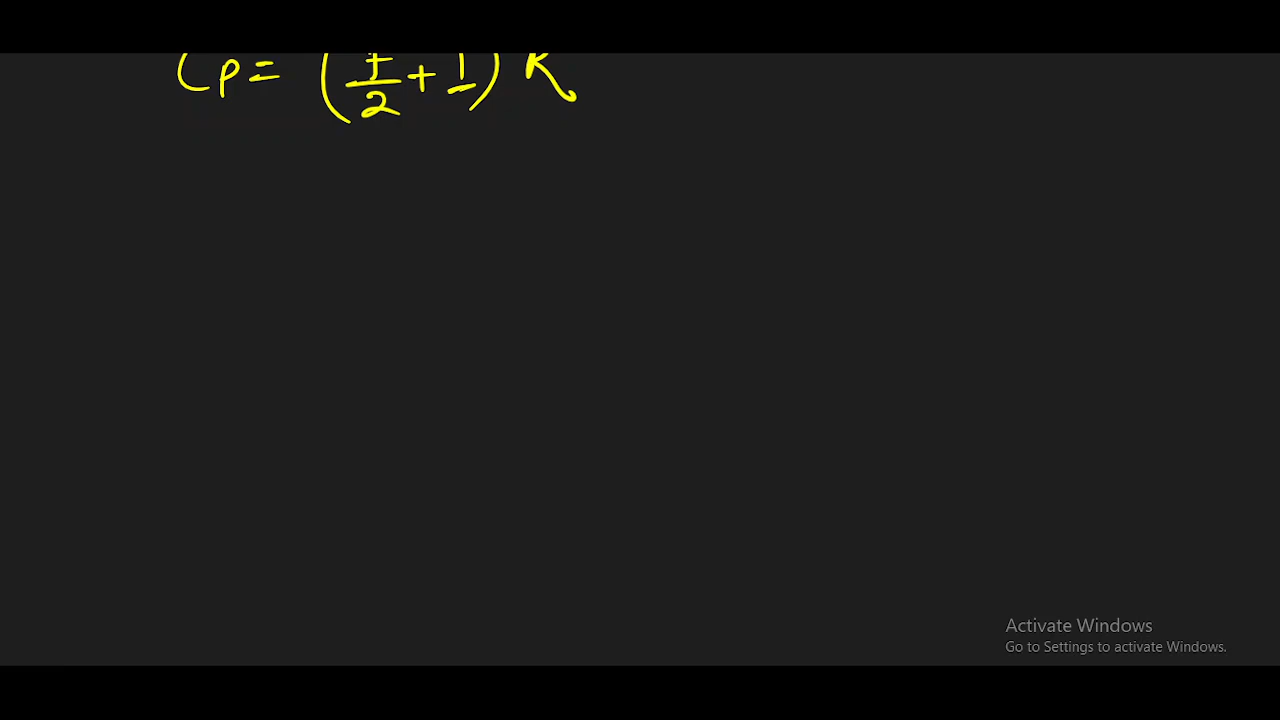 Cp = (f/2 + 1) R
Activate Windows
Go to Settings to activate Windows.